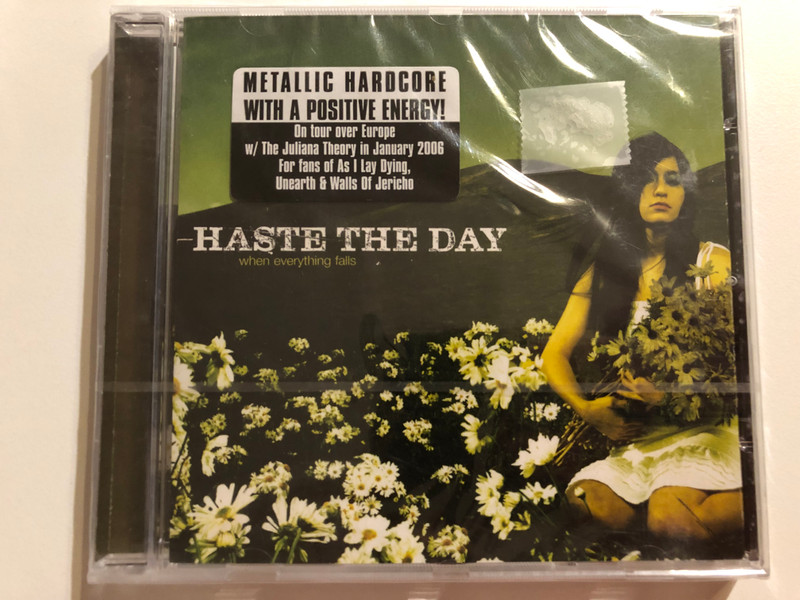 METALLIC HARDCORE
WITH A POSITIVE ENERGY!
On tour over Europe
w/ The Juliana Theory in January 2006
For fans of As I Lay Dying,
Unearth & Walls Of Jericho
HASTE THE DAY
when everything falls